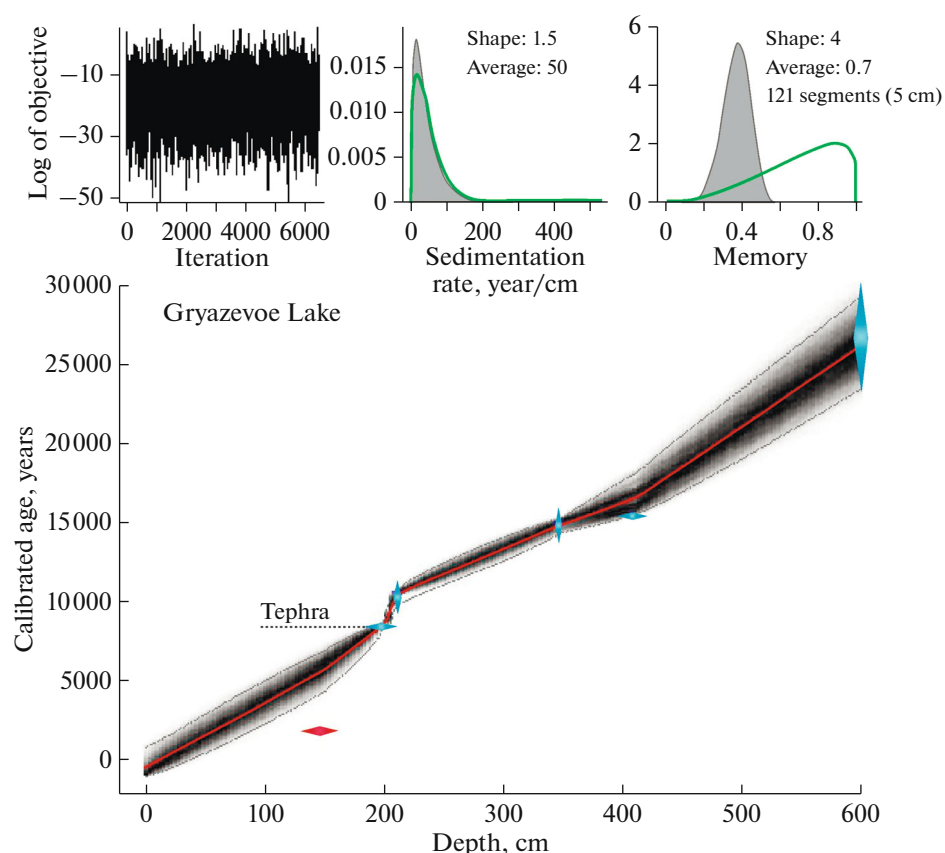 Log of objective
−10
−30
−50
0 2000 4000 6000
Iteration
0.015
0.010
0.005
0
Shape: 1.5
Average: 50
200 400
Sedimentation
rate, year/cm
6
4
2
0
Shape: 4
Average: 0.7
121 segments (5 cm)
0 0.4 0.8
Memory
Calibrated age, years
30000
25000
20000
15000
10000
5000
0
Gryazevoe Lake
Tephra
0 100 200 300 400 500 600
Depth, cm